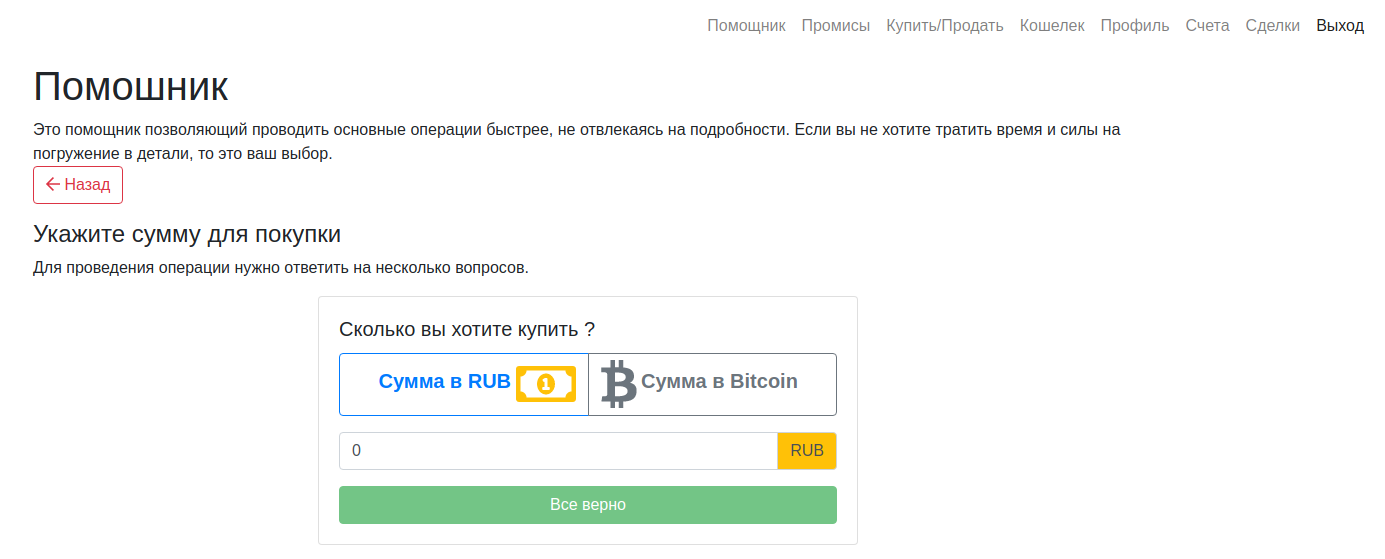 Помощник Промисы Купить/Продать Кошелек Профиль Счета Сделки Выход
Помошник
Это помощник позволяющий проводить основные операции быстрее, не отвлекаясь на подробности. Если вы не хотите тратить время и силы на
погружение в детали, то это ваш выбор.
Назад
Укажите сумму для покупки
Для проведения операции нужно ответить на несколько вопросов.
Сколько вы хотите купить ?
Сумма в RUB 1 Сумма в Bitcoin
0 RUB
Все верно